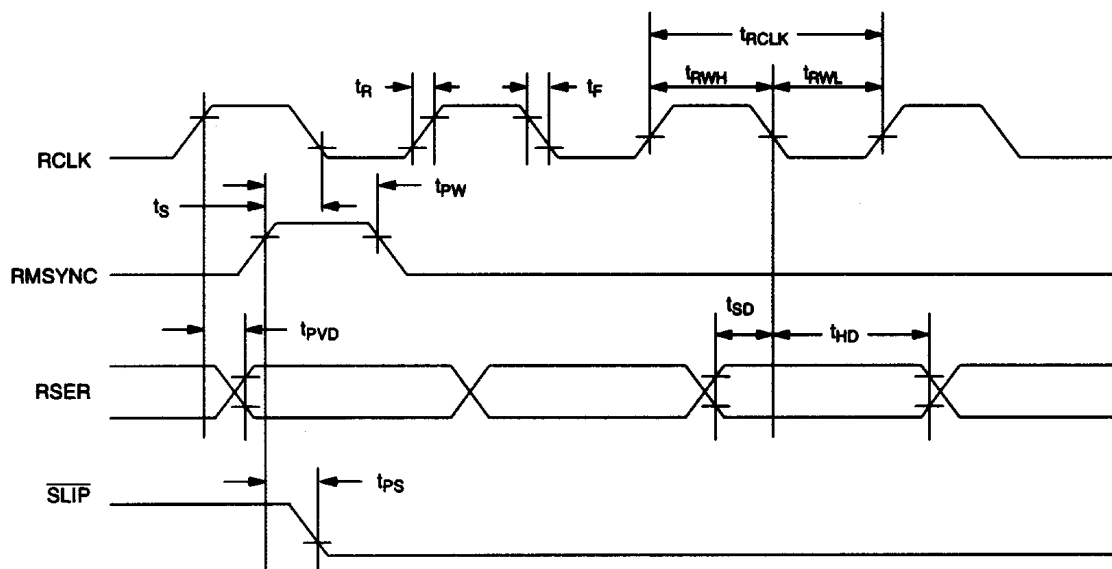 tRCLK
tR
tF
tRWH
tRWL
RCLK
tS
tPW
RMSYNC
tPVD
tSD
tHD
RSER
SLIP
tPS